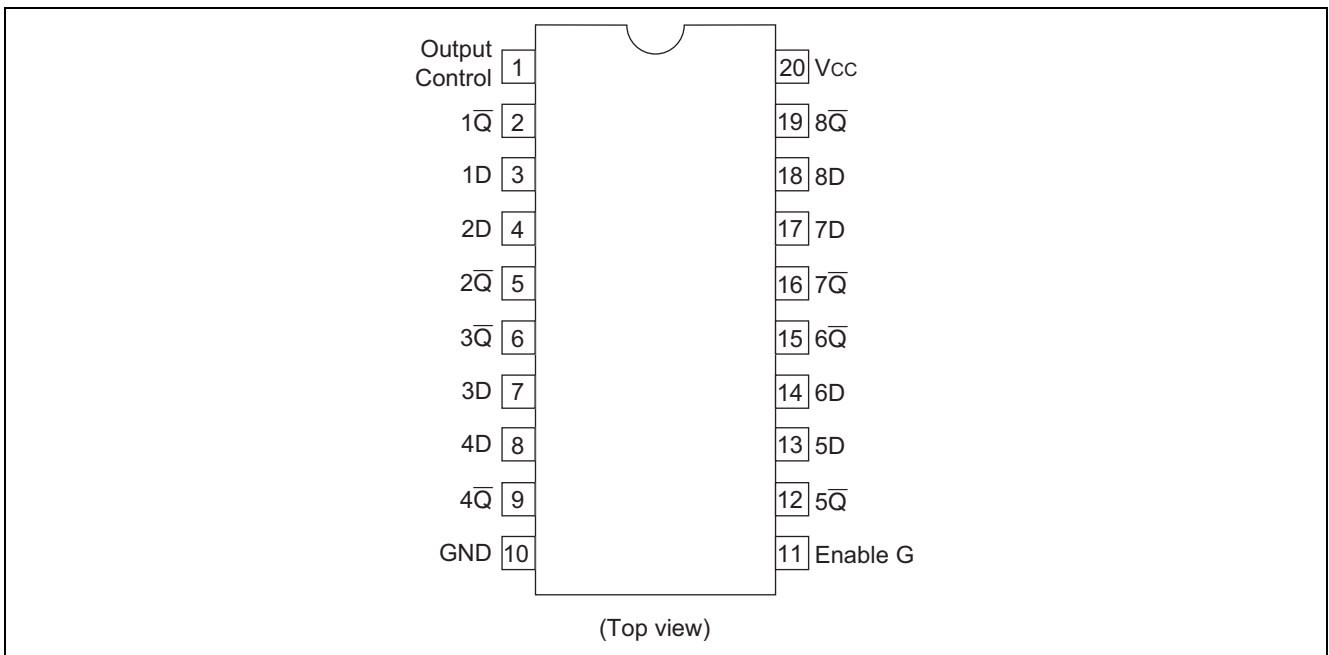 Output
Control 1
20 VCC
1Q̅ 2
19 8Q̅
1D 3
18 8D
2D 4
17 7D
2Q̅ 5
16 7Q̅
3Q̅ 6
15 6Q̅
3D 7
14 6D
4D 8
13 5D
4Q̅ 9
12 5Q̅
GND 10
11 Enable G
(Top view)